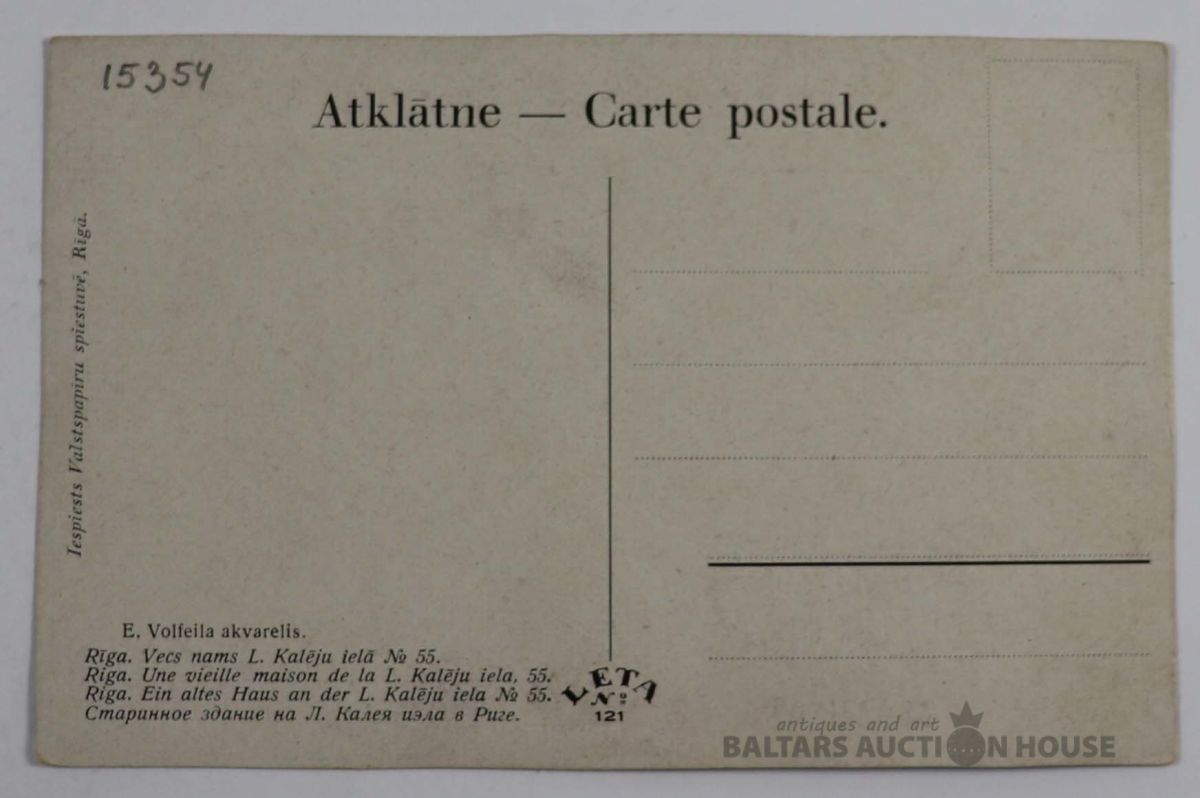 15354
Atklātne — Carte postale.
Iespiests Valstspapiru spiestuvē, Rīgā.
E. Volfeila akvarelis.
Rīga. Vecs nams L. Kalēju ielā № 55.
Riga. Une vieille maison de la L. Kalēju iela, 55.
Riga. Ein altes Haus an der L. Kalēju iela № 55.
Старинное здание на Л. Калея иэла в Риге.
LETA
№
121
antiques and art
BALTARS AUCTION HOUSE